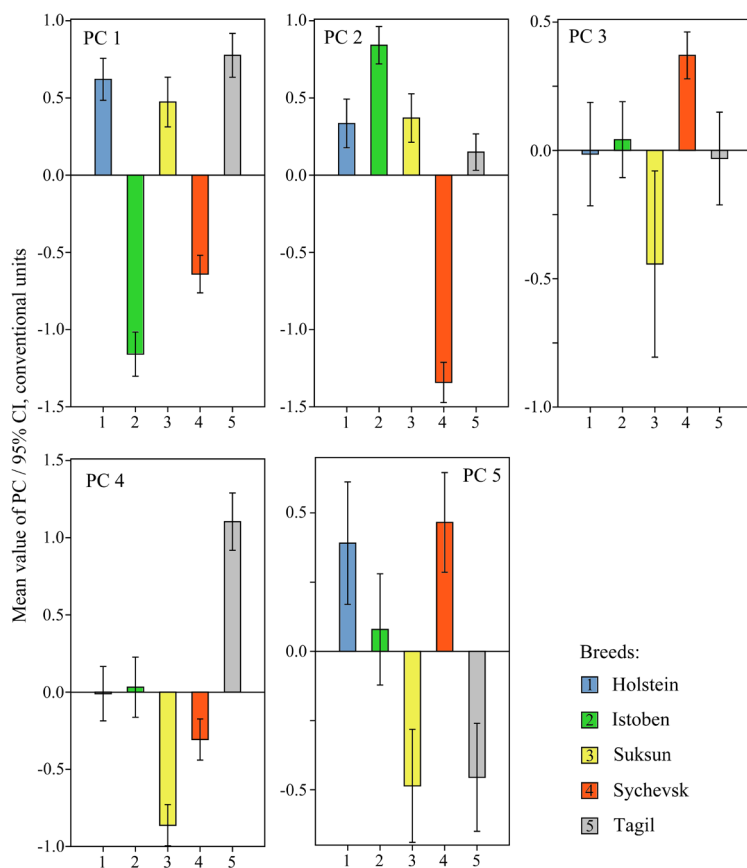 Mean value of PC / 95% CI, conventional units
PC 1
1.0
0.5
0.0
-0.5
-1.0
-1.5
1 2 3 4 5
PC 2
1.0
0.5
0.0
-0.5
-1.0
-1.5
1 2 3 4 5
PC 3
0.5
0.0
-0.5
-1.0
1 2 3 4 5
PC 4
1.5
1.0
0.5
0.0
-0.5
-1.0
1 2 3 4 5
PC 5
0.5
0.0
-0.5
1 2 3 4 5
Breeds:
1 Holstein
2 Istoben
3 Suksun
4 Sychevsk
5 Tagil